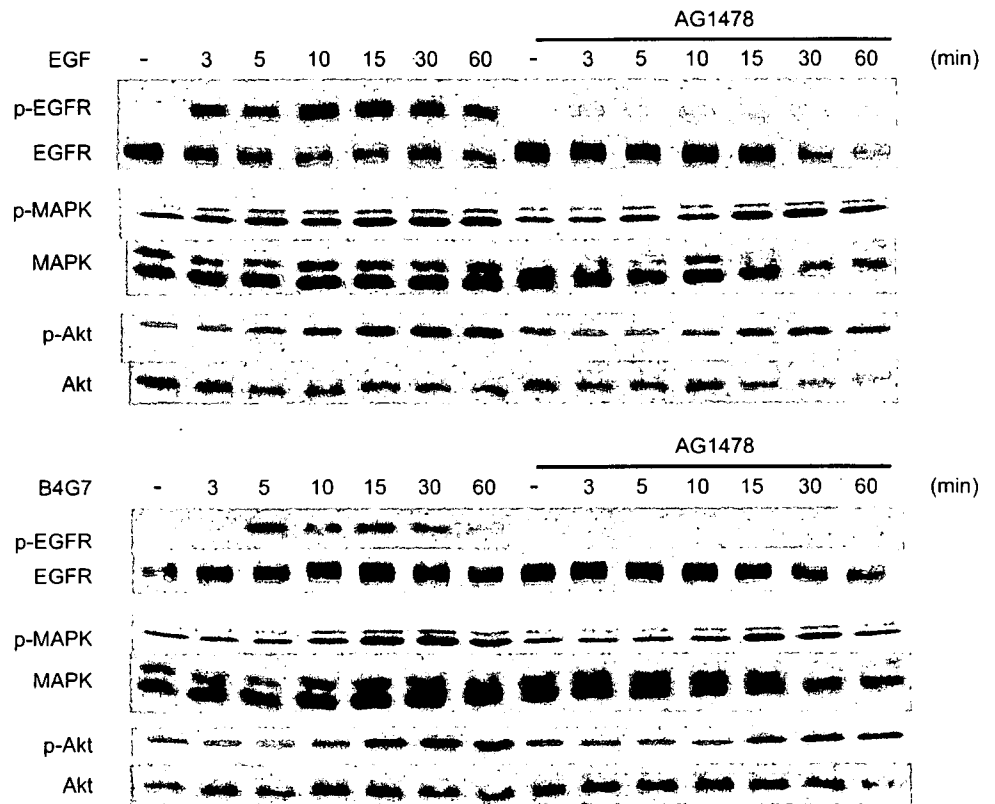 AG1478
EGF - 3 5 10 15 30 60 - 3 5 10 15 30 60 (min)
p-EGFR
EGFR
p-MAPK
MAPK
p-Akt
Akt
AG1478
B4G7 - 3 5 10 15 30 60 - 3 5 10 15 30 60 (min)
p-EGFR
EGFR
p-MAPK
MAPK
p-Akt
Akt